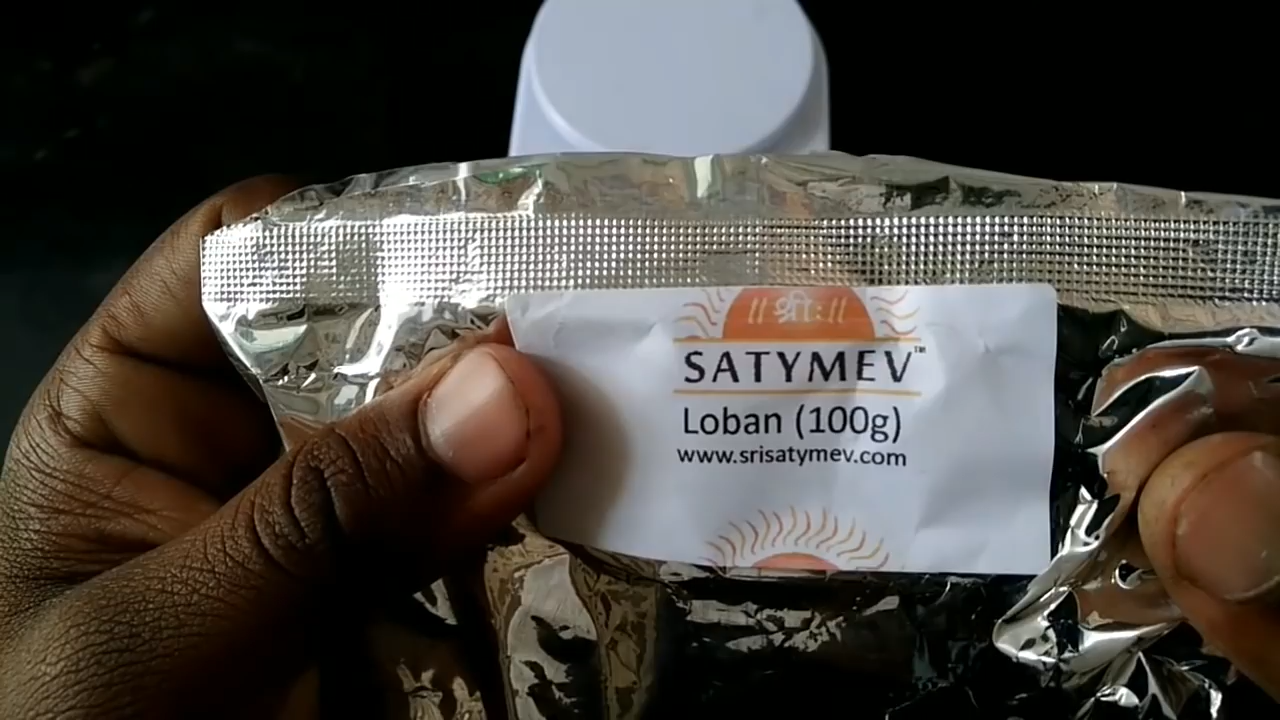 ॥ श्रीः ॥
SATYMEV™
Loban (100g)
www.srisatymev.com